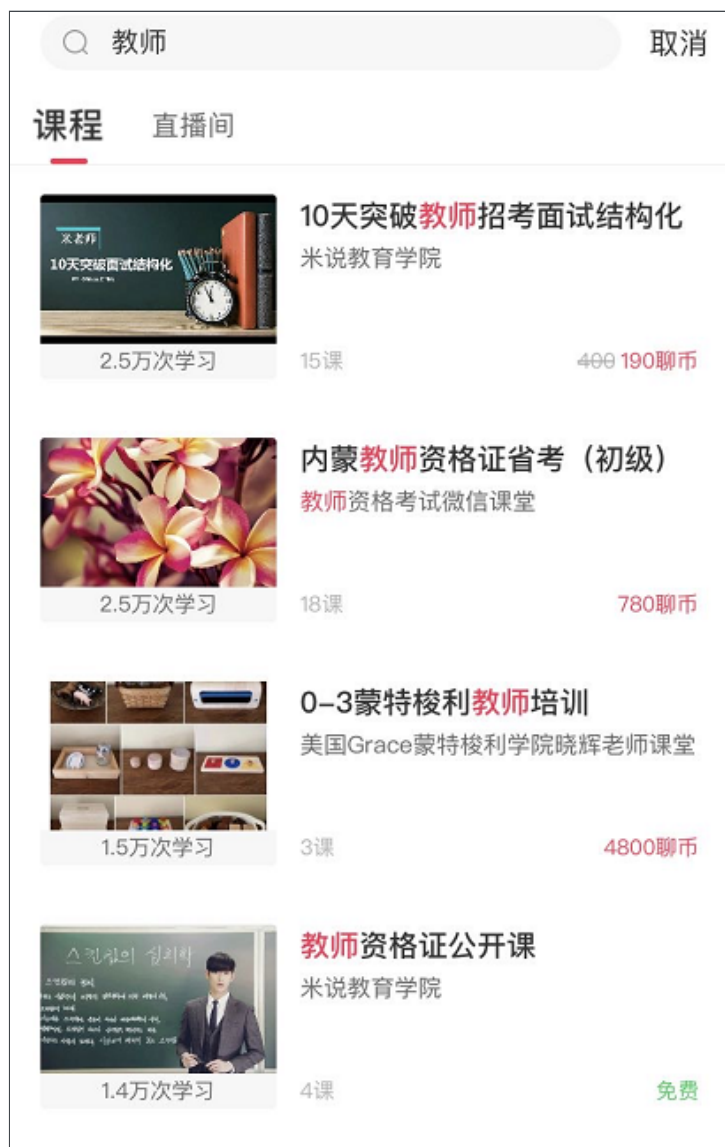 教师
取消
课程
直播间
米老师
10天突破面试结构化
10天突破教师招考面试结构化
米说教育学院
2.5万次学习
15课
400 190聊币
内蒙教师资格证省考（初级）
教师资格考试微信课堂
2.5万次学习
18课
780聊币
0-3蒙特梭利教师培训
美国Grace蒙特梭利学院晓辉老师课堂
1.5万次学习
3课
4800聊币
스킨십의 심리학
教师资格证公开课
米说教育学院
1.4万次学习
4课
免费